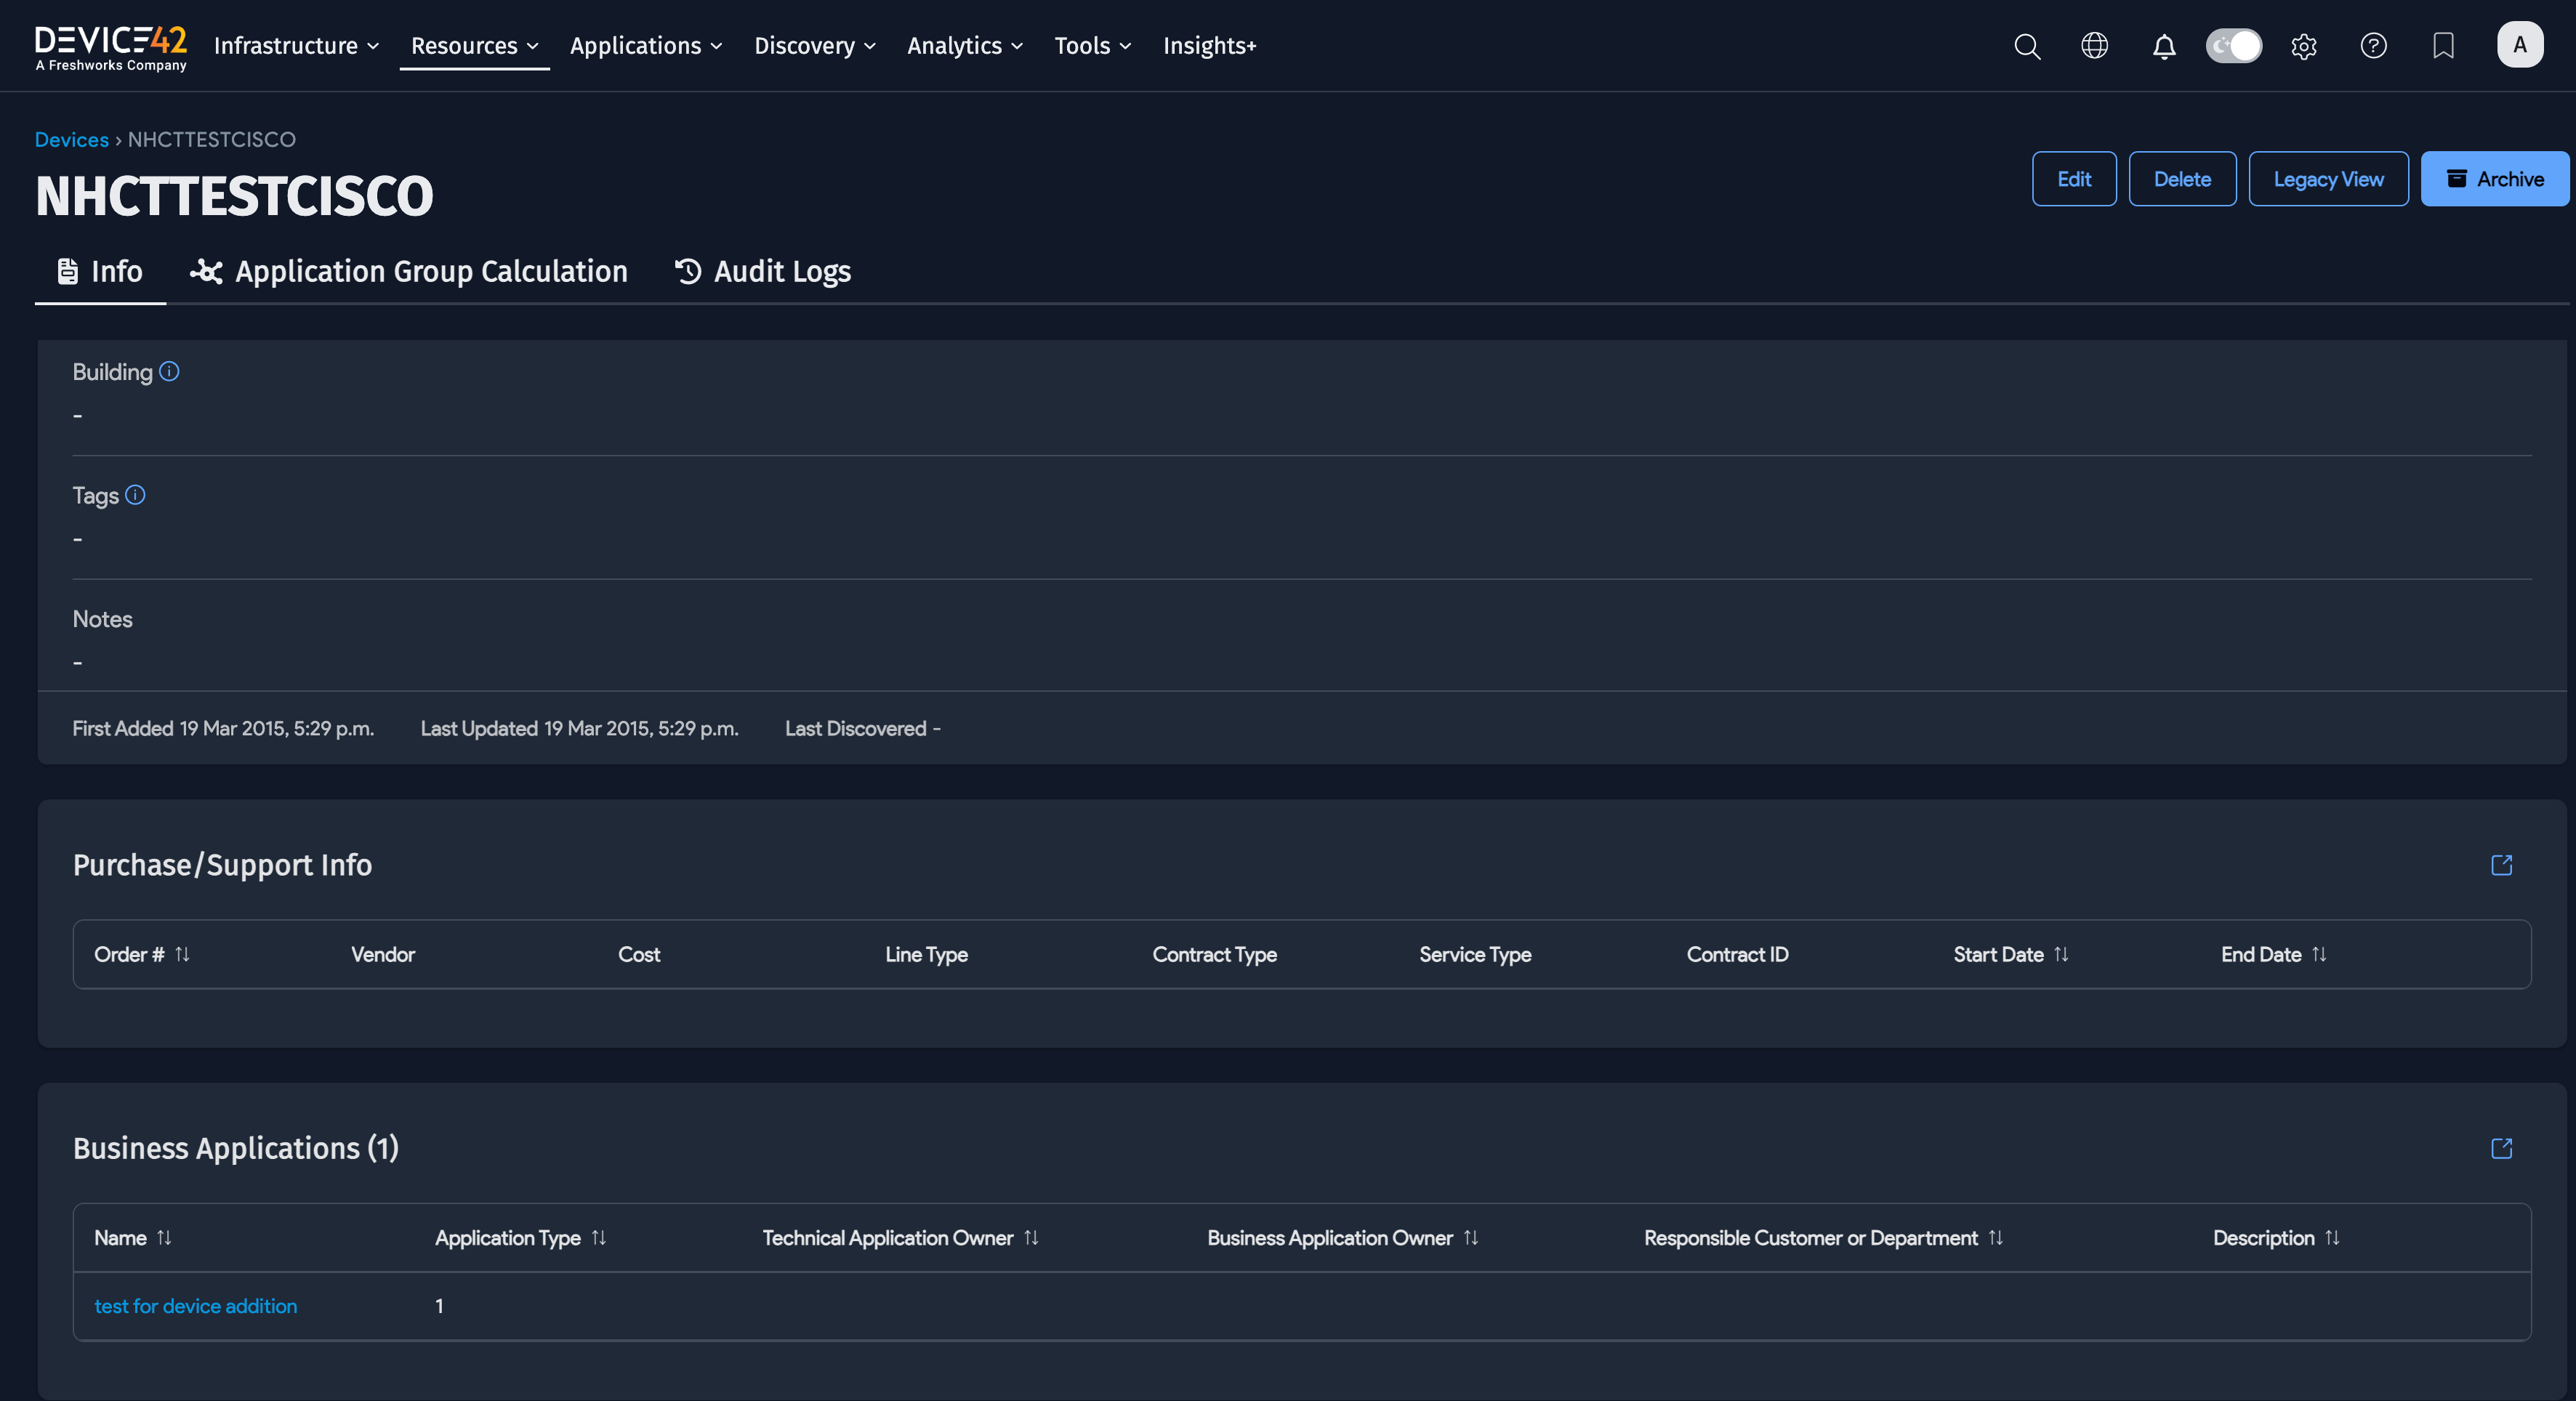 DEVICE42
A Freshworks Company
Infrastructure Resources Applications Discovery Analytics Tools Insights+
A
Devices › NHCTTESTCISCO
NHCTTESTCISCO
Edit Delete Legacy View Archive
Info Application Group Calculation Audit Logs
Building
-
Tags
-
Notes
-
First Added 19 Mar 2015, 5:29 p.m. Last Updated 19 Mar 2015, 5:29 p.m. Last Discovered -
Purchase/Support Info
Order # Vendor Cost Line Type Contract Type Service Type Contract ID Start Date End Date
Business Applications (1)
Name Application Type Technical Application Owner Business Application Owner Responsible Customer or Department Description
test for device addition 1